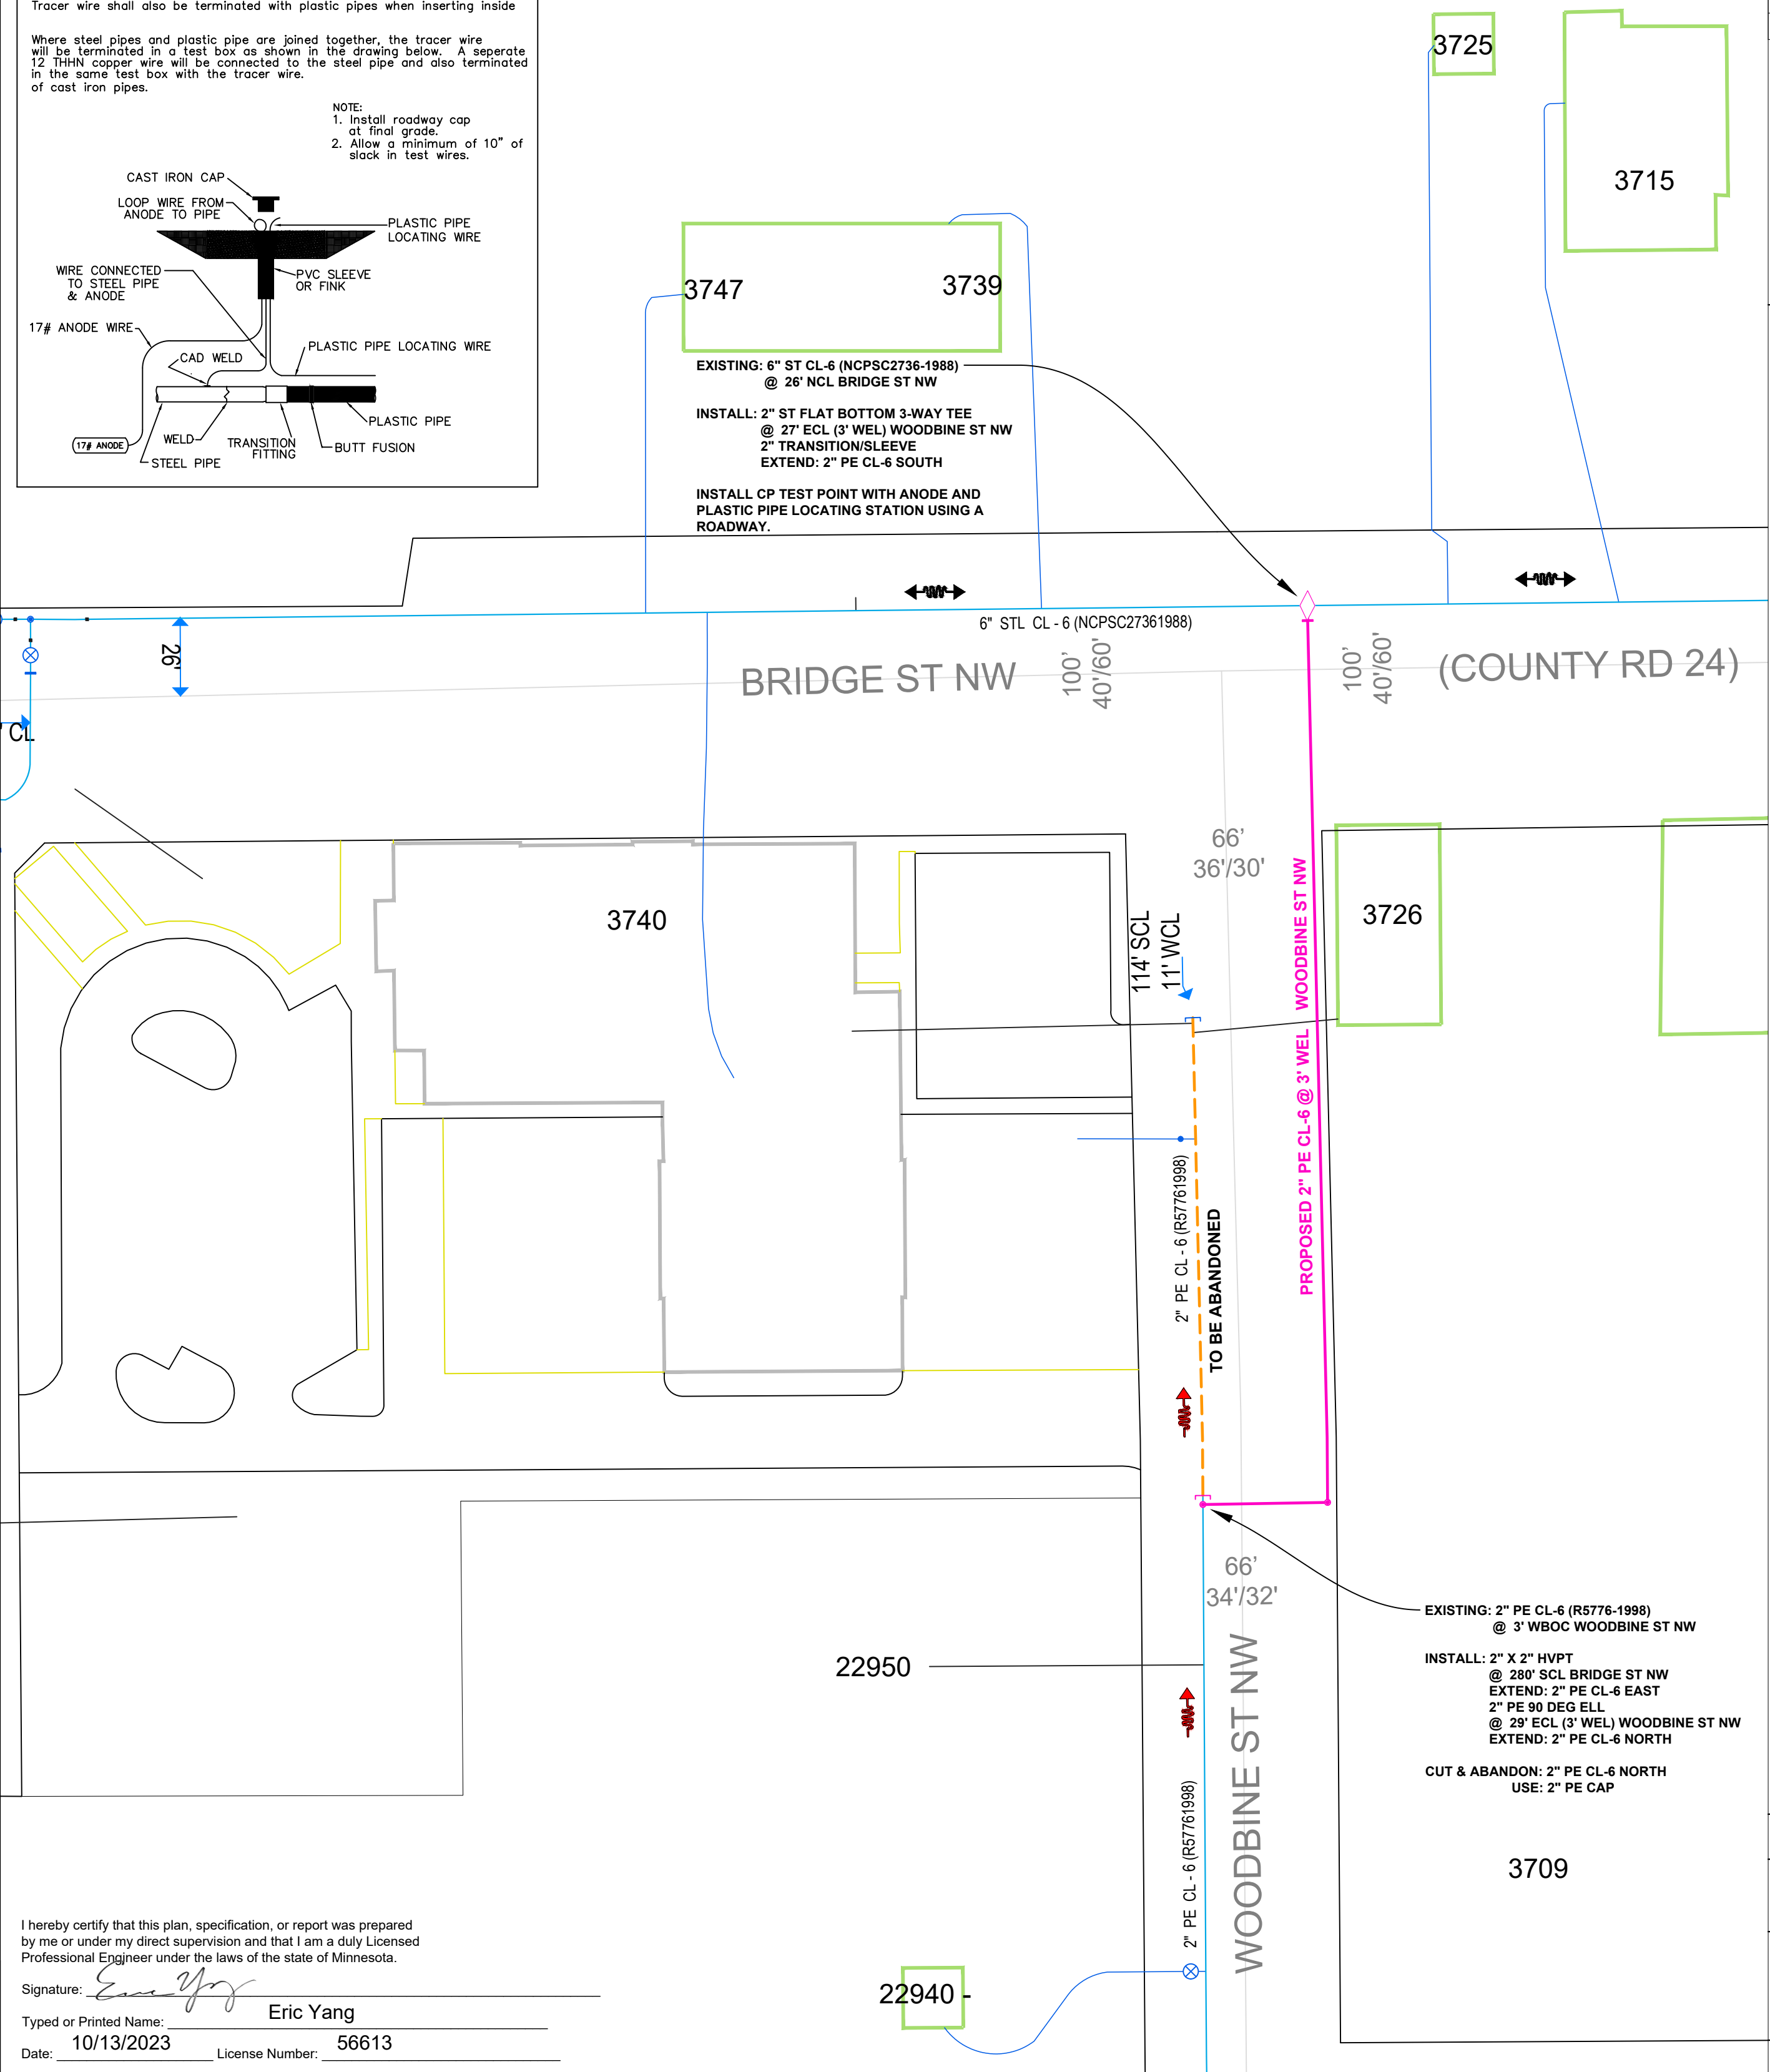 Tracer wire shall also be terminated with plastic pipes when inserting inside
Where steel pipes and plastic pipe are joined together, the tracer wire
will be terminated in a test box as shown in the drawing below. A seperate
12 THHN copper wire will be connected to the steel pipe and also terminated
in the same test box with the tracer wire.
of cast iron pipes.
NOTE:
1. Install roadway cap
at final grade.
2. Allow a minimum of 10" of
slack in test wires.
CAST IRON CAP
LOOP WIRE FROM
ANODE TO PIPE
PLASTIC PIPE
LOCATING WIRE
WIRE CONNECTED
TO STEEL PIPE
& ANODE
PVC SLEEVE
OR FINK
17# ANODE WIRE
PLASTIC PIPE LOCATING WIRE
CAD WELD
PLASTIC PIPE
17# ANODE
WELD
TRANSITION
FITTING
BUTT FUSION
STEEL PIPE
3725
3715
3747
3739
EXISTING: 6" ST CL-6 (NCPSC2736-1988)
@ 26' NCL BRIDGE ST NW
INSTALL: 2" ST FLAT BOTTOM 3-WAY TEE
@ 27' ECL (3' WEL) WOODBINE ST NW
2" TRANSITION/SLEEVE
EXTEND: 2" PE CL-6 SOUTH
INSTALL CP TEST POINT WITH ANODE AND
PLASTIC PIPE LOCATING STATION USING A
ROADWAY.
6" STL CL - 6 (NCPSC27361988)
26'
BRIDGE ST NW
100'
40'/60'
100'
40'/60'
(COUNTY RD 24)
' CL
66'
36'/30'
3740
3726
114' SCL
11' WCL
PROPOSED 2" PE CL-6 @ 3' WEL WOODBINE ST NW
2" PE CL - 6 (R57761998)
TO BE ABANDONED
66'
34'/32'
EXISTING: 2" PE CL-6 (R5776-1998)
@ 3' WBOC WOODBINE ST NW
INSTALL: 2" X 2" HVPT
@ 280' SCL BRIDGE ST NW
EXTEND: 2" PE CL-6 EAST
2" PE 90 DEG ELL
@ 29' ECL (3' WEL) WOODBINE ST NW
EXTEND: 2" PE CL-6 NORTH
CUT & ABANDON: 2" PE CL-6 NORTH
USE: 2" PE CAP
22950
WOODBINE ST NW
2" PE CL - 6 (R57761998)
3709
22940 -
I hereby certify that this plan, specification, or report was prepared
by me or under my direct supervision and that I am a duly Licensed
Professional Engineer under the laws of the state of Minnesota.
Signature: Eric Yang
Typed or Printed Name: Eric Yang
Date: 10/13/2023 License Number: 56613